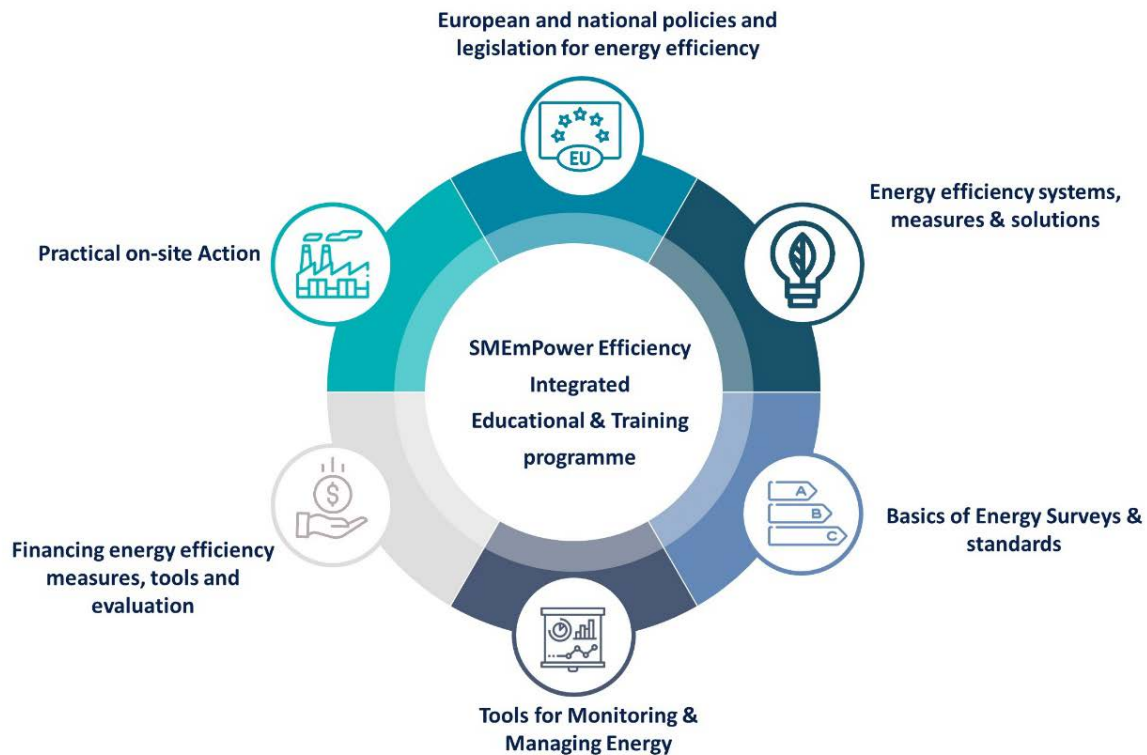 European and national policies and
legislation for energy efficiency
EU
Energy efficiency systems,
measures & solutions
Practical on-site Action
SMEmPower Efficiency
Integrated
Educational & Training
programme
A
B
C
Basics of Energy Surveys &
standards
$
Financing energy efficiency
measures, tools and
evaluation
Tools for Monitoring &
Managing Energy